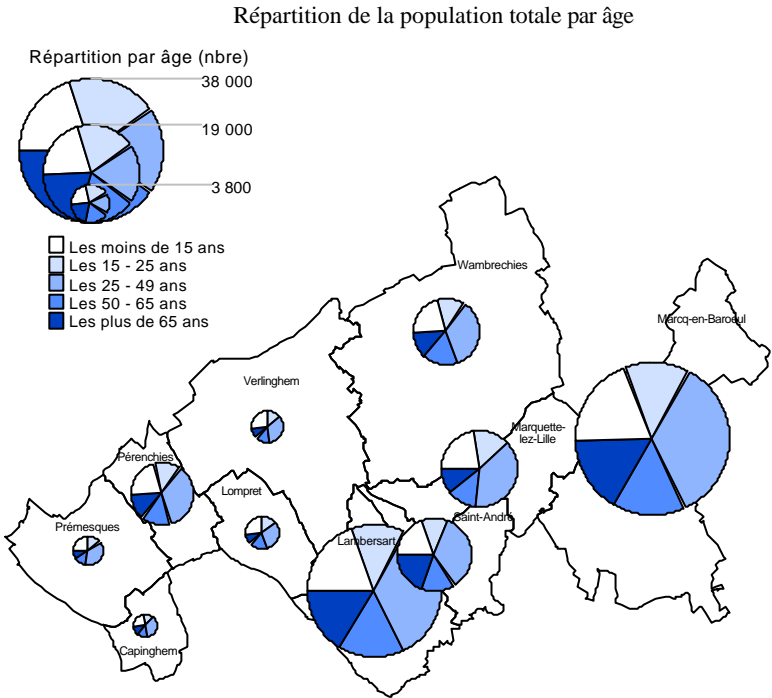 Répartition de la population totale par âge
Répartition par âge (nbre)
38 000
19 000
3 800
Les moins de 15 ans
Les 15 - 25 ans
Les 25 - 49 ans
Les 50 - 65 ans
Les plus de 65 ans
Wambrechies
Marcq-en-Baroeul
Verlinghem
Marquette-
lez-Lille
Pérenchies
Lompret
Saint-André
Prémesques
Lambersart
Capinghem